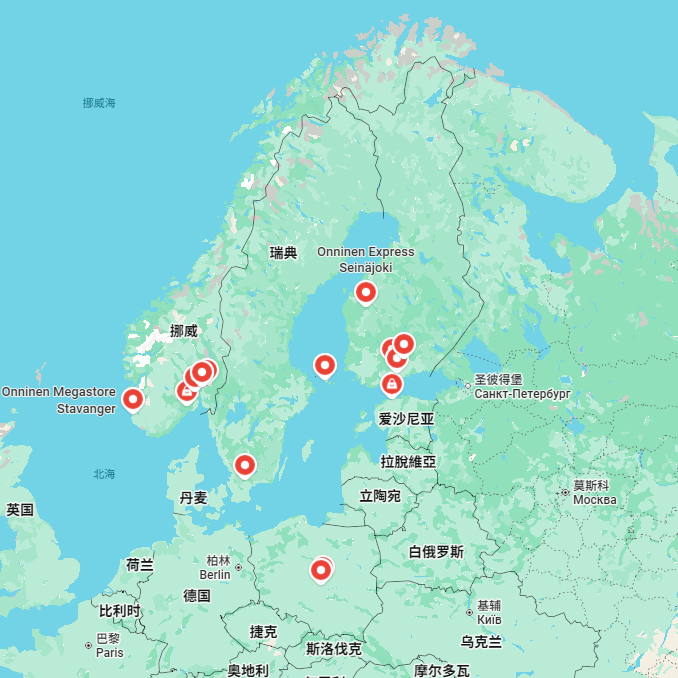 挪威海
瑞典
Onninen Express
Seinäjoki
挪威
Onninen Megastore
Stavanger
圣彼得堡
Санкт-Петербург
爱沙尼亚
北海
拉脫維亞
丹麦
立陶宛
莫斯科
Москва
英国
白俄罗斯
荷兰
柏林
Berlin
德国
比利时
基辅
Київ
捷克
巴黎
Paris
斯洛伐克
乌克兰
奥地利
摩尔多瓦